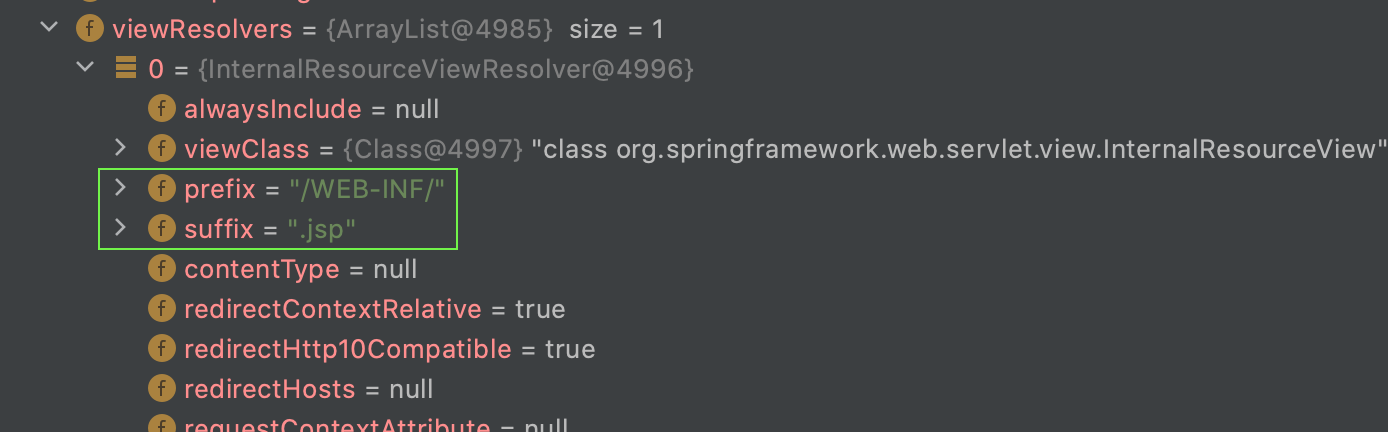 f viewResolvers = {ArrayList@4985} size = 1
0 = {InternalResourceViewResolver@4996}
f alwaysInclude = null
f viewClass = {Class@4997} "class org.springframework.web.servlet.view.InternalResourceView"
f prefix = "/WEB-INF/"
f suffix = ".jsp"
f contentType = null
f redirectContextRelative = true
f redirectHttp10Compatible = true
f redirectHosts = null
f requestContextAttribute = null